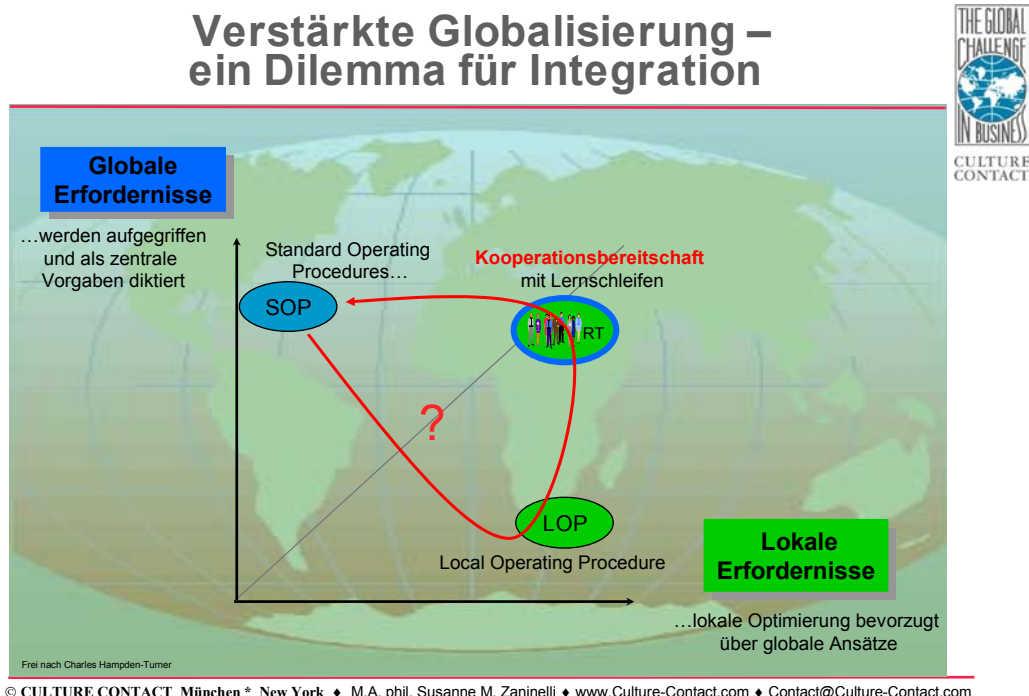 Verstärkte Globalisierung –
ein Dilemma für Integration
THE GLOBAL
CHALLENGE
IN BUSINESS
CULTURE
CONTACT
Globale
Erfordernisse
…werden aufgegriffen
und als zentrale
Vorgaben diktiert
Standard Operating
Procedures…
Kooperationsbereitschaft
mit Lernschleifen
SOP
RT
?
LOP
Local Operating Procedure
Lokale
Erfordernisse
…lokale Optimierung bevorzugt
über globale Ansätze
Frei nach Charles Hampden-Turner
© CULTURE CONTACT München * New York ♦ M.A. phil. Susanne M. Zaninelli ♦ www.Culture-Contact.com ♦ Contact@Culture-Contact.com